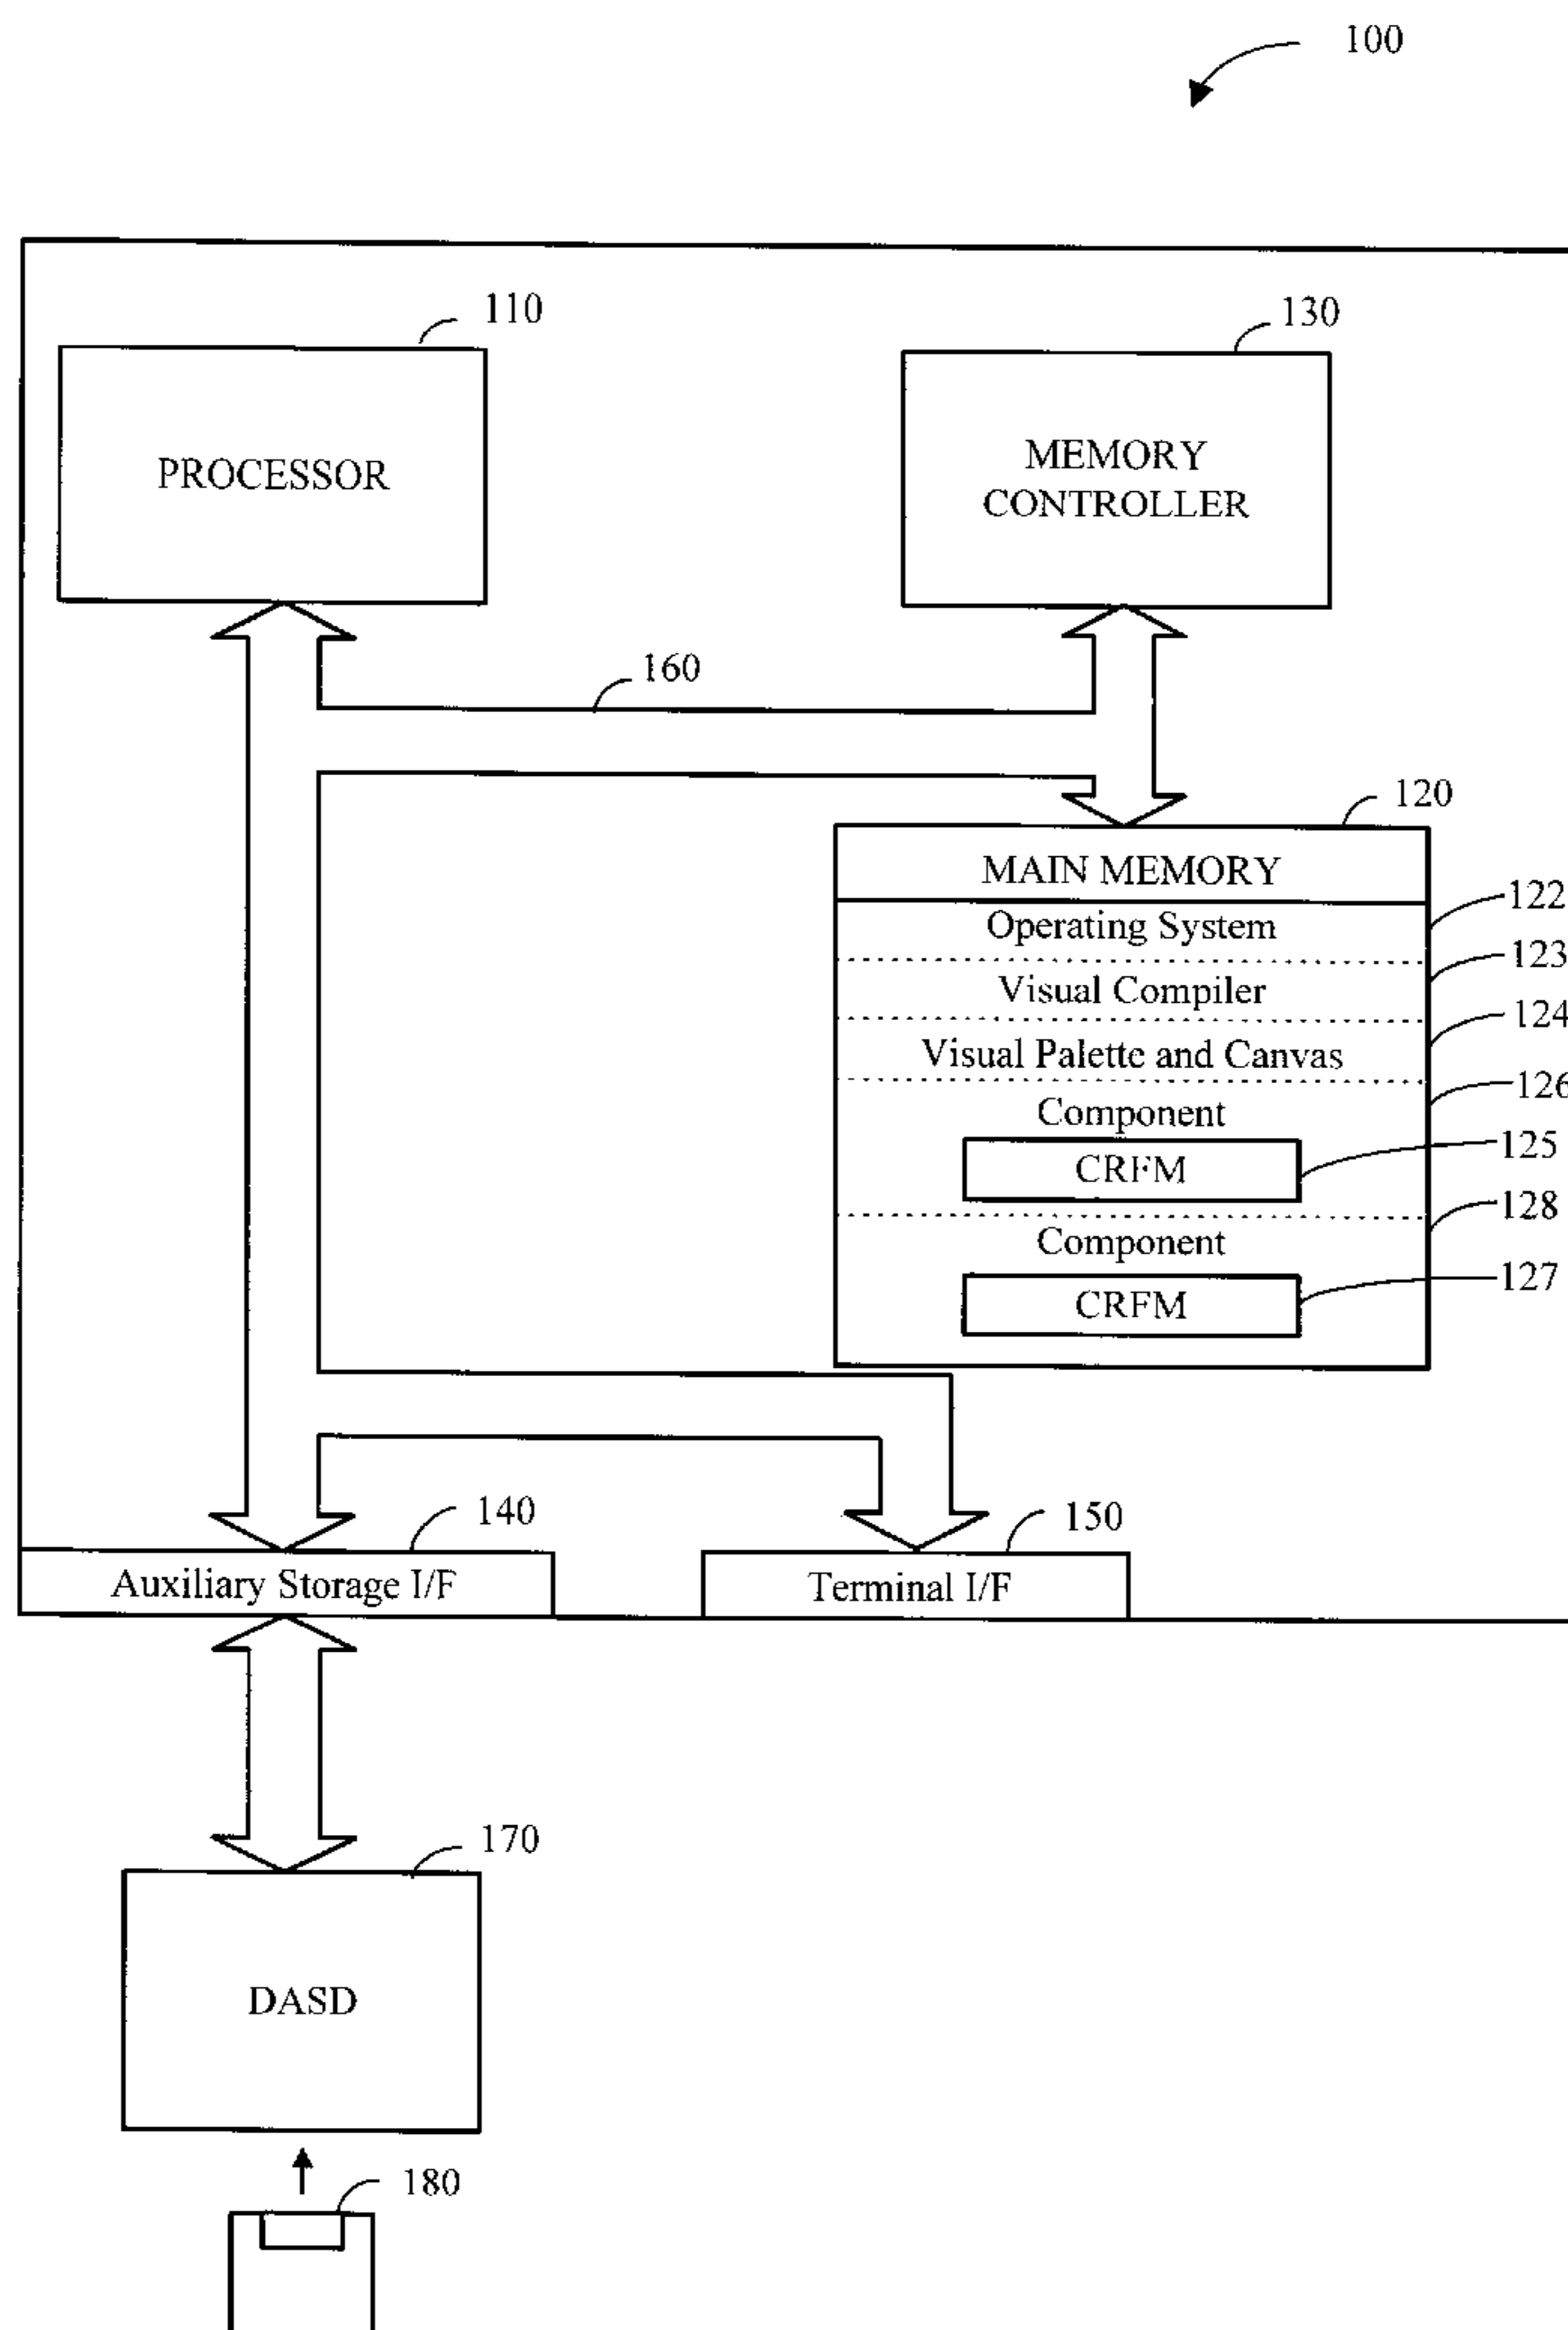 100
110
130
PROCESSOR
MEMORY
CONTROLLER
160
120
MAIN MEMORY
122
Operating System
123
Visual Compiler
124
Visual Palette and Canvas
126
Component
125
CRFM
128
Component
127
CRFM
140
150
Auxiliary Storage I/F
Terminal I/F
170
DASD
180